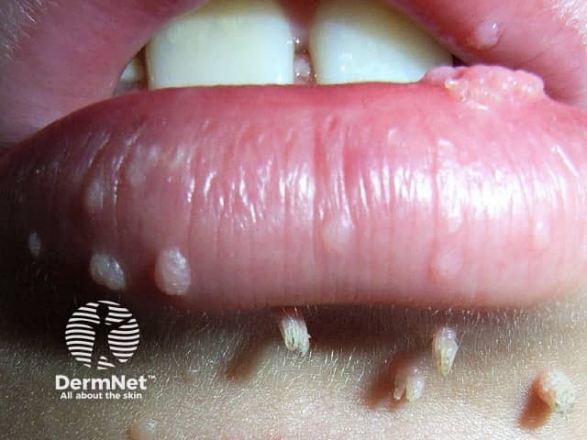 DermNet™
All about the skin